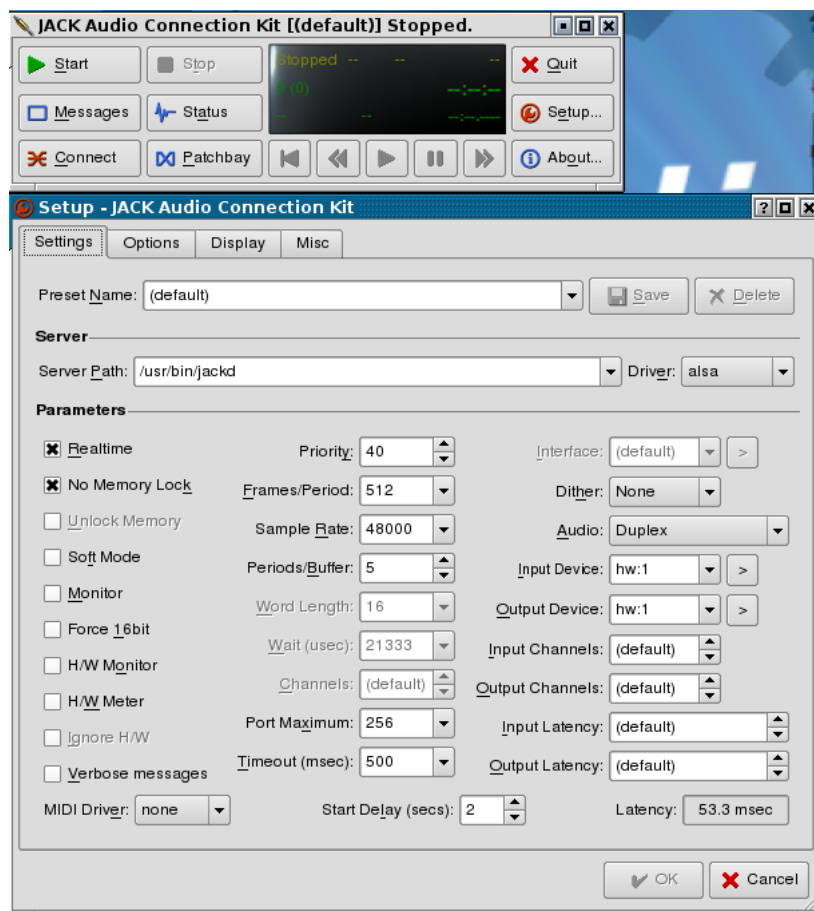 JACK Audio Connection Kit [(default)] Stopped.
Start Stop Stopped -- -- -- Quit
0 (0) --:--:--
Messages Status -- -- --:--.---- Setup...
Connect Patchbay About...
Setup - JACK Audio Connection Kit
Settings Options Display Misc
Preset Name: (default) Save Delete
Server
Server Path: /usr/bin/jackd Driver: alsa
Parameters
Realtime Priority: 40 Interface: (default) >
No Memory Lock Frames/Period: 512 Dither: None
Unlock Memory Sample Rate: 48000 Audio: Duplex
Soft Mode Periods/Buffer: 5 Input Device: hw:1 >
Monitor Word Length: 16 Output Device: hw:1 >
Force 16bit Wait (usec): 21333 Input Channels: (default)
H/W Monitor Channels: (default) Output Channels: (default)
H/W Meter Port Maximum: 256 Input Latency: (default)
Ignore H/W Timeout (msec): 500 Output Latency: (default)
Verbose messages
MIDI Driver: none Start Delay (secs): 2 Latency: 53.3 msec
OK Cancel